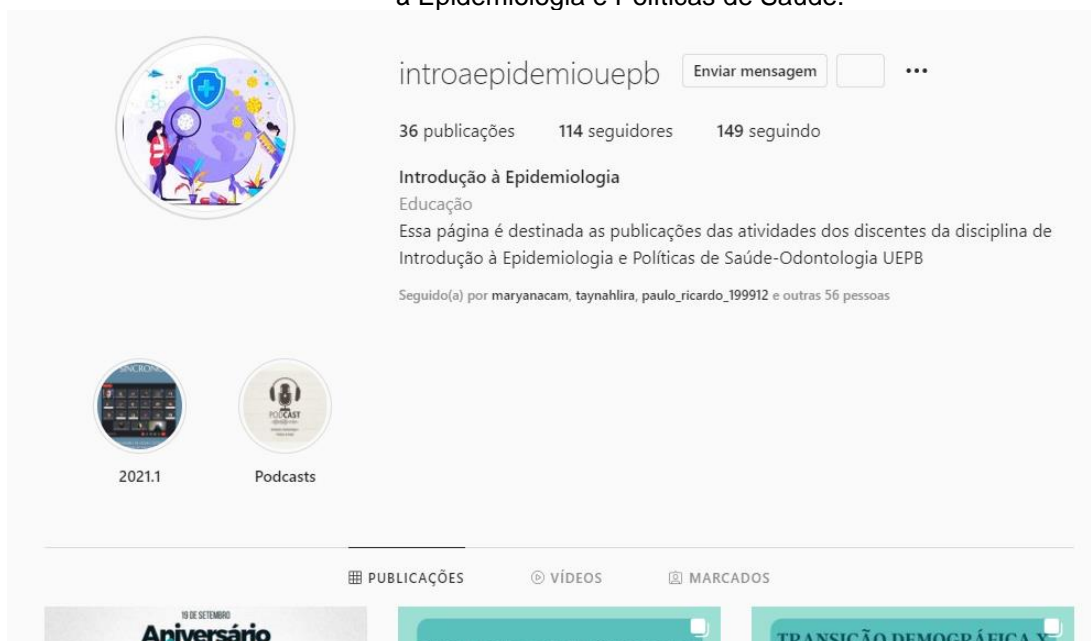 a Epidemiologia e Políticas de Saúde.
introaepidemiouepb Enviar mensagem
36 publicações 114 seguidores 149 seguindo
Introdução à Epidemiologia
Educação
Essa página é destinada as publicações das atividades dos discentes da disciplina de
Introdução à Epidemiologia e Políticas de Saúde-Odontologia UEPB
Seguido(a) por maryanacam, taynahlira, paulo_ricardo_199912 e outras 56 pessoas
PODCAST
2021.1 Podcasts
PUBLICAÇÕES VÍDEOS MARCADOS
19 DE SETEMBRO
Aniversário
TRANSIÇÃO DEMOGRÁFICA X